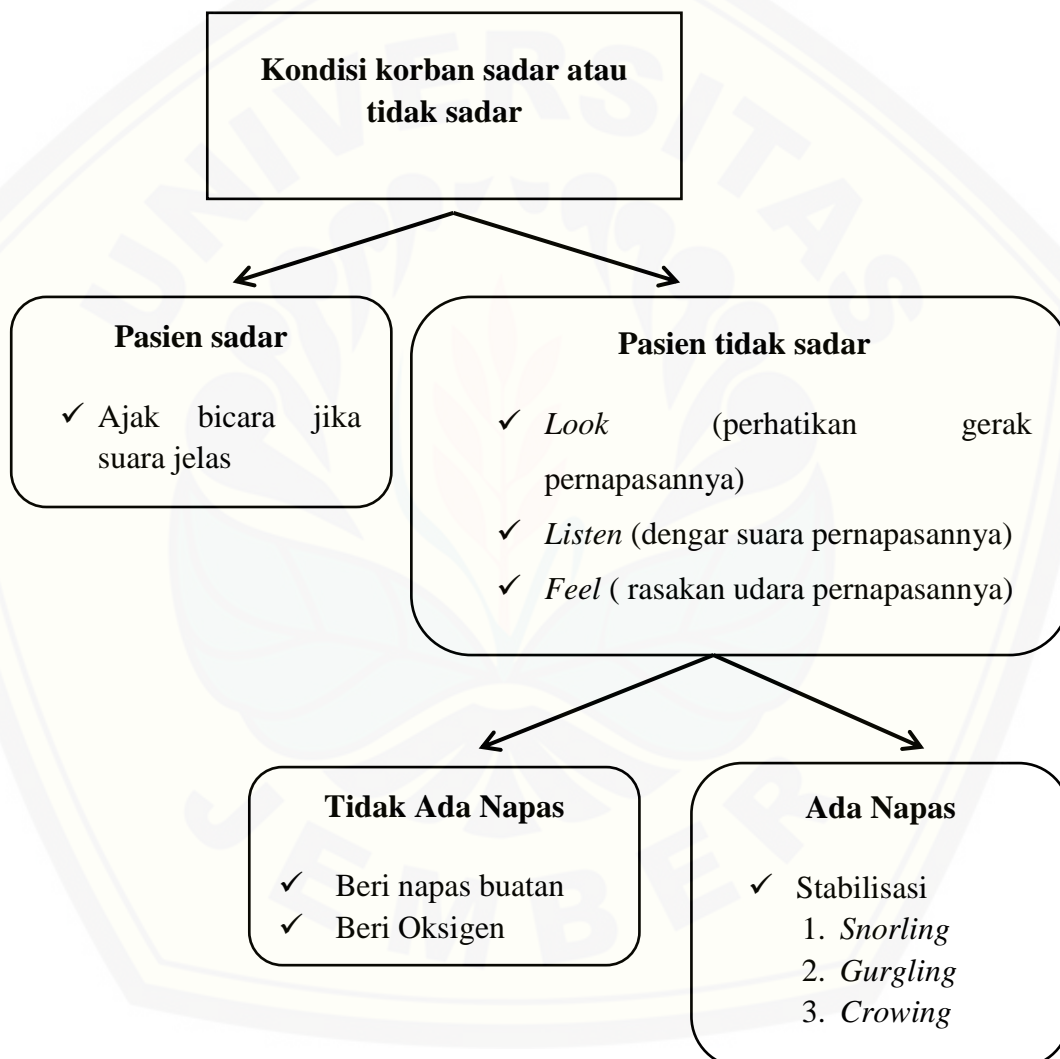 Kondisi korban sadar atau
tidak sadar
Pasien sadar
✓ Ajak bicara jika
suara jelas
Pasien tidak sadar
✓ Look (perhatikan gerak
pernapasannya)
✓ Listen (dengar suara pernapasannya)
✓ Feel ( rasakan udara pernapasannya)
Tidak Ada Napas
✓ Beri napas buatan
✓ Beri Oksigen
Ada Napas
✓ Stabilisasi
1. Snorling
2. Gurgling
3. Crowing
UNIVERSITAS
JEMBER